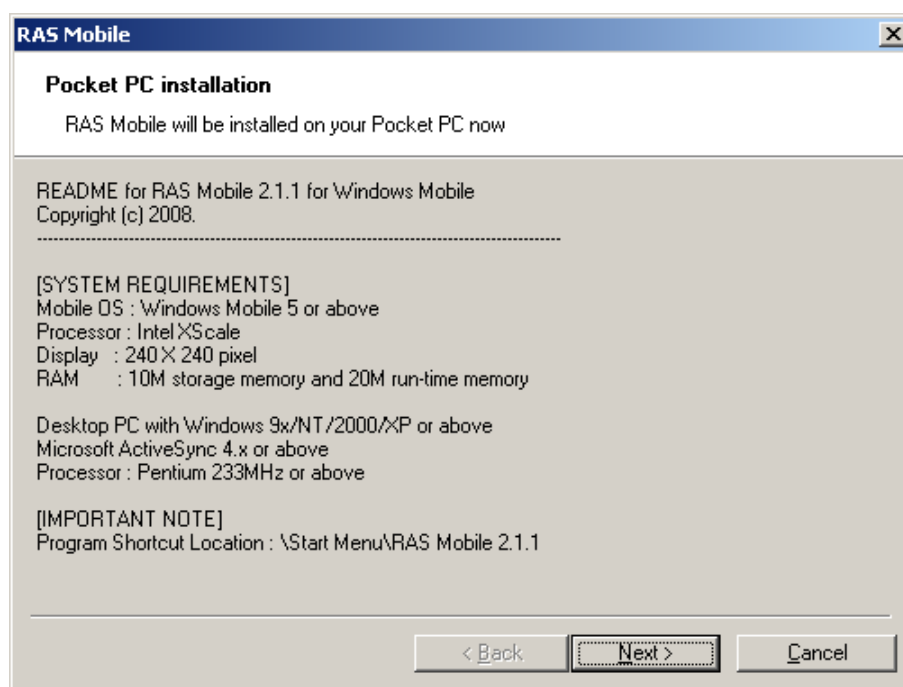 RAS Mobile
Pocket PC installation
RAS Mobile will be installed on your Pocket PC now
README for RAS Mobile 2.1.1 for Windows Mobile
Copyright (c) 2008.
--------------------------------------------------------------------------------------------------
[SYSTEM REQUIREMENTS]
Mobile OS : Windows Mobile 5 or above
Processor : Intel XScale
Display : 240 X 240 pixel
RAM : 10M storage memory and 20M run-time memory
Desktop PC with Windows 9x/NT/2000/XP or above
Microsoft ActiveSync 4.x or above
Processor : Pentium 233MHz or above
[IMPORTANT NOTE]
Program Shortcut Location : \Start Menu\RAS Mobile 2.1.1
< Back Next > Cancel